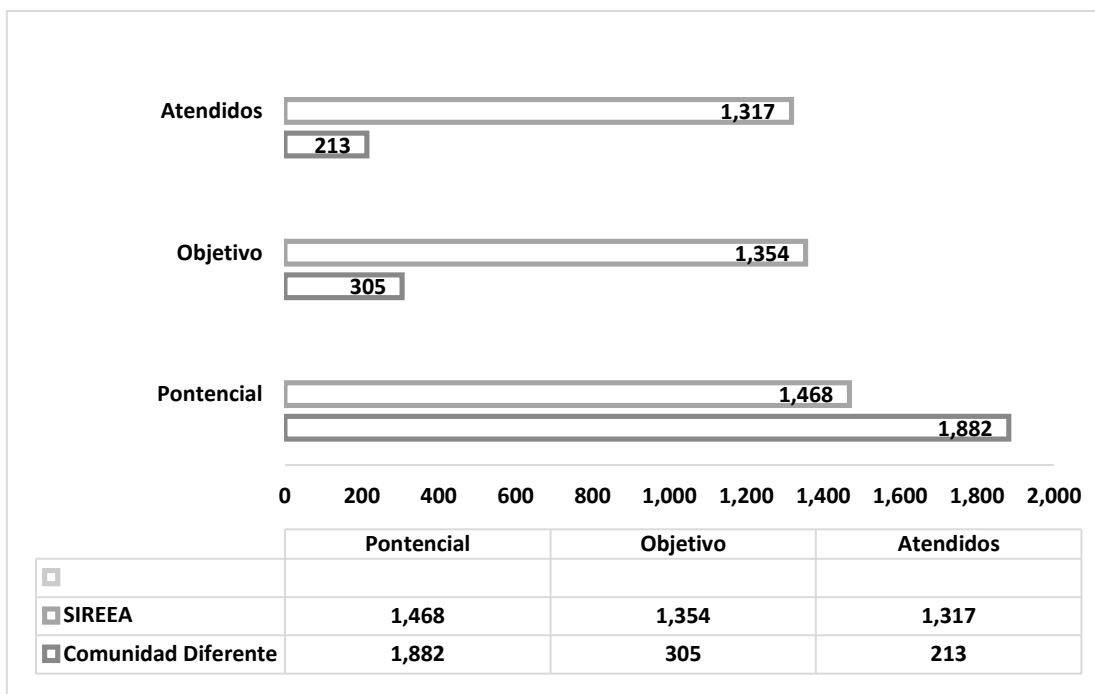 Atendidos
1,317
213
Objetivo
1,354
305
Pontencial
1,468
1,882
0 200 400 600 800 1,000 1,200 1,400 1,600 1,800 2,000
Pontencial Objetivo Atendidos
SIREEA 1,468 1,354 1,317
Comunidad Diferente 1,882 305 213